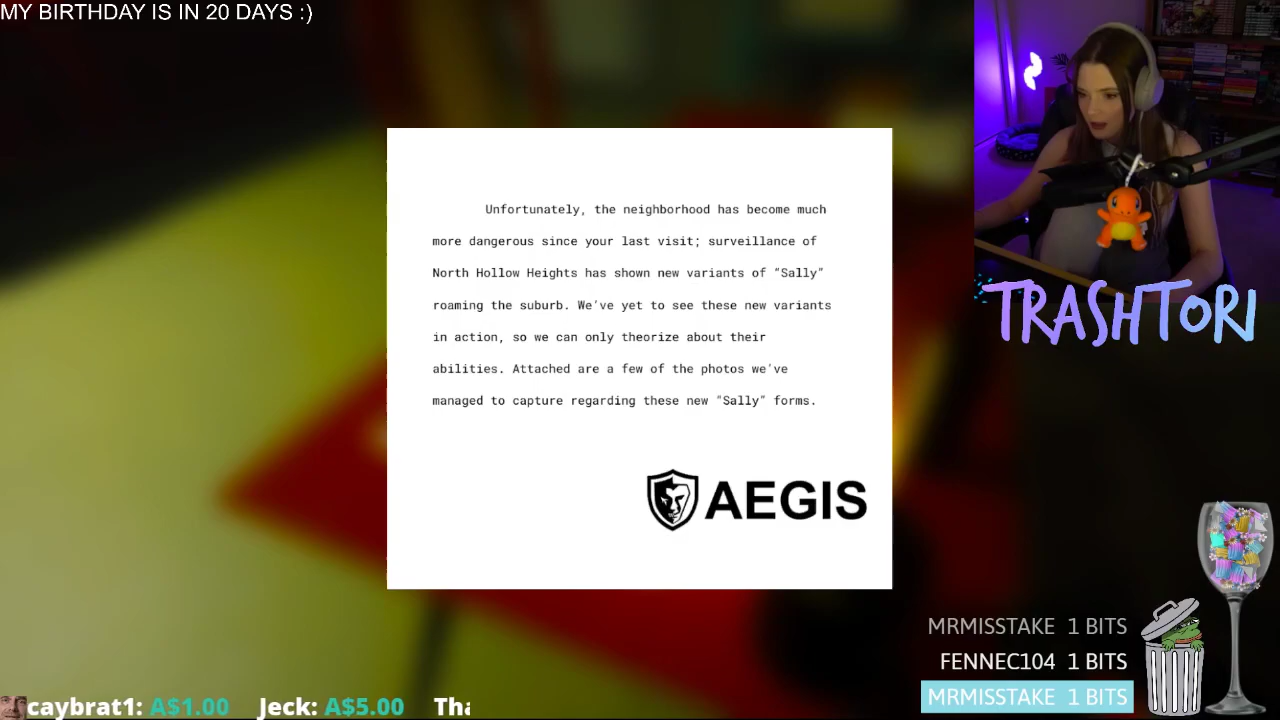 MY BIRTHDAY IS IN 20 DAYS :)
Unfortunately, the neighborhood has become much
more dangerous since your last visit; surveillance of
North Hollow Heights has shown new variants of “Sally”
roaming the suburb. We've yet to see these new variants
in action, so we can only theorize about their
abilities. Attached are a few of the photos we've
managed to capture regarding these new “Sally” forms.
AEGIS
TRASHTORI
MRMISSTAKE 1 BITS
FENNEC104 1 BITS
MRMISSTAKE 1 BITS
caybrat1: A$1.00 Jeck: A$5.00